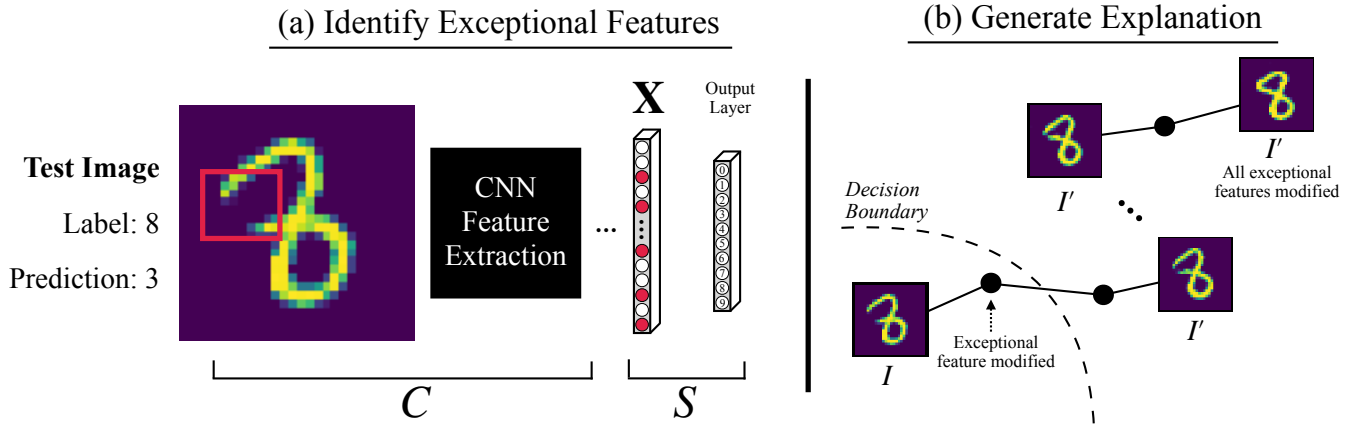 (a) Identify Exceptional Features
Test Image
Label: 8
Prediction: 3
CNN
Feature
Extraction
...
X
Output
Layer
0
1
2
3
4
5
6
7
8
9
C
S
(b) Generate Explanation
Decision
Boundary
I
Exceptional
feature modified
I'
I'
I'
All exceptional
features modified